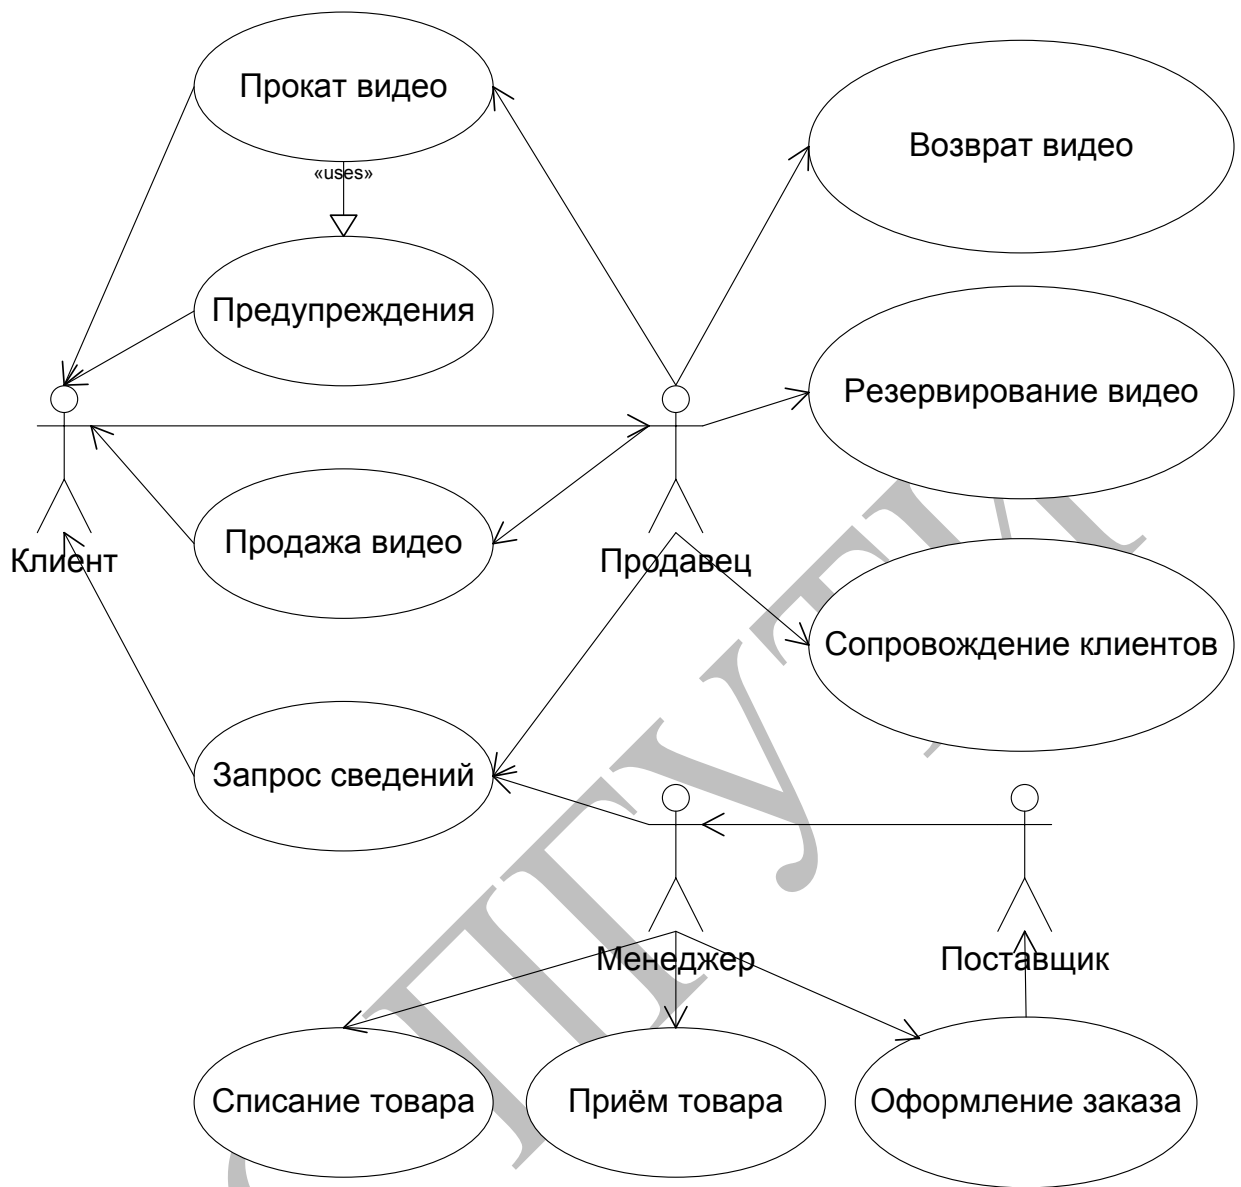 Прокат видео
Возврат видео
«uses»
Предупреждения
Резервирование видео
Продажа видео
Клиент
Продавец
Сопровождение клиентов
Запрос сведений
Менеджер
Поставщик
Списание товара
Приём товара
Оформление заказа
ПГУТИ